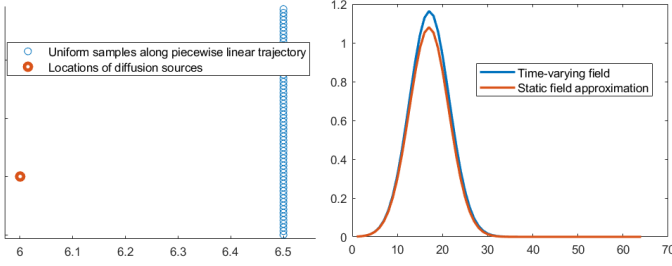 Uniform samples along piecewise linear trajectory
Locations of diffusion sources
6 6.1 6.2 6.3 6.4 6.5
1.2
1
0.8
0.6
0.4
0.2
0
Time-varying field
Static field approximation
0 10 20 30 40 50 60 70